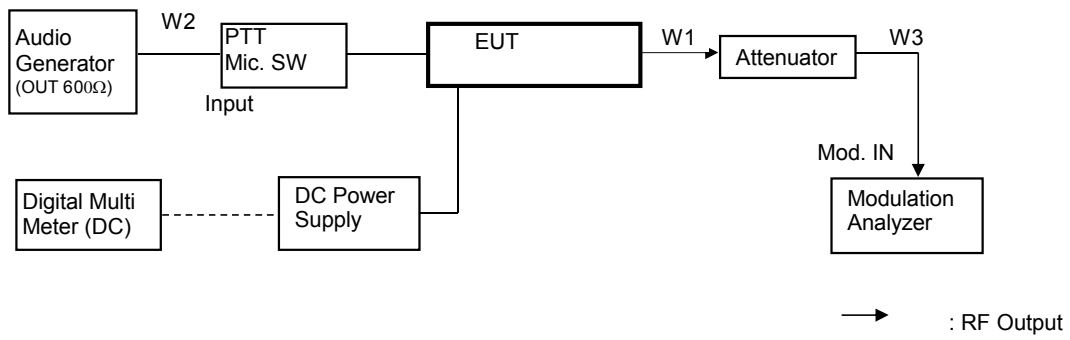 Audio
Generator
(OUT 600Ω)
W2
PTT
Mic. SW
Input
EUT
W1
Attenuator
W3
Mod. IN
Digital Multi
Meter (DC)
DC Power
Supply
Modulation
Analyzer
: RF Output